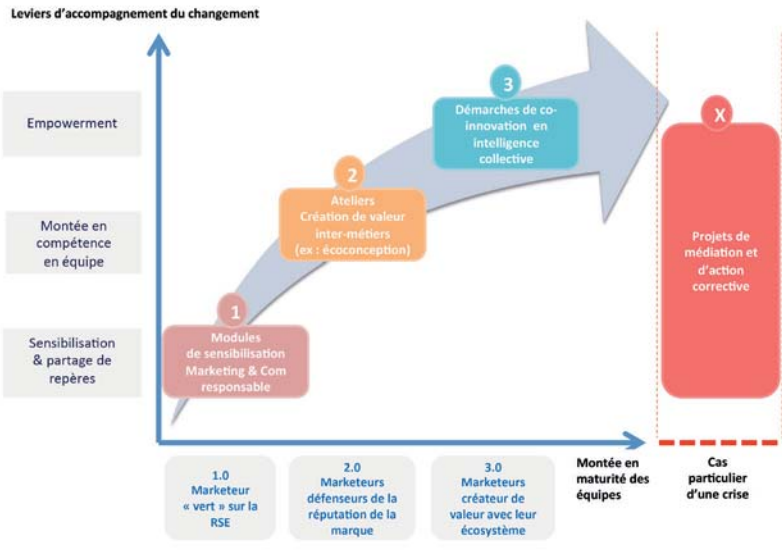 Leviers d'accompagnement du changement
Empowerment
Montée en
compétence
en équipe
Sensibilisation
& partage de
repères
3
Démarches de co-
innovation en
intelligence
collective
2
Ateliers
Création de valeur
inter-métiers
(ex : écoconception)
1
Modules
de sensibilisation
Marketing & Com
responsable
X
Projets de
médiation et
d'action
corrective
1.0
Marketeur
« vert » sur la
RSE
2.0
Marketeurs
défenseurs de la
réputation de la
marque
3.0
Marketeurs
créateur de
valeur avec leur
écosystème
Montée en
maturité des
équipes
Cas
particulier
d'une crise